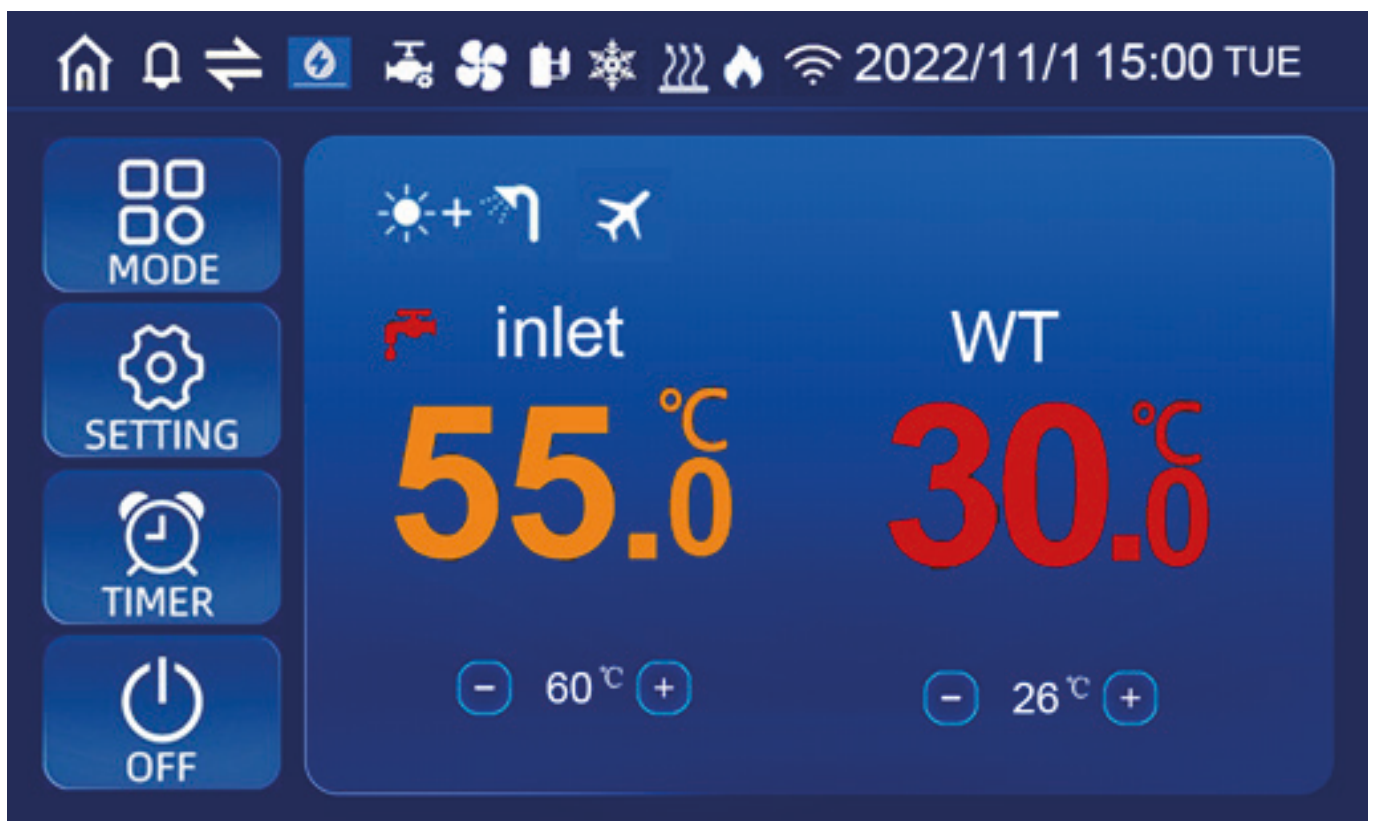 2022/11/1 15:00 TUE
MODE
SETTING
TIMER
OFF
inlet
WT
55.0℃
30.0℃
- 60℃ +
- 26℃ +